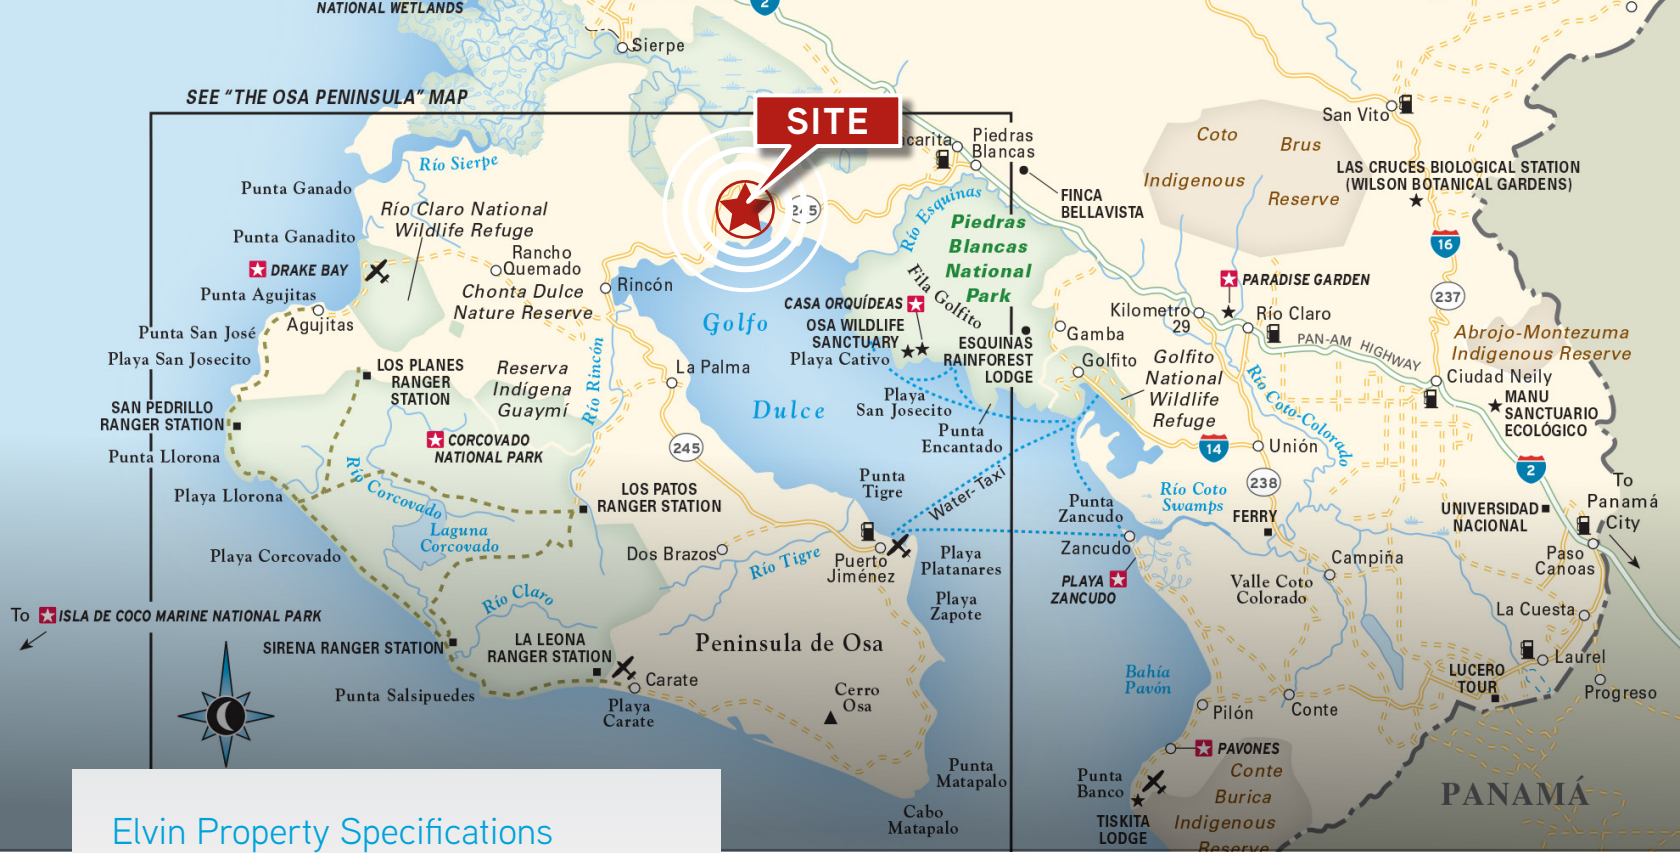 NATIONAL WETLANDS
2
Sierpe
SEE “THE OSA PENINSULA” MAP
SITE
Piedras
Blancas
San Vito
Coto
Brus
Indigenous
Reserve
LAS CRUCES BIOLOGICAL STATION
(WILSON BOTANICAL GARDENS)
Río Sierpe
Punta Ganado
FINCA
BELLAVISTA
Río Claro National
Wildlife Refuge
245
Río Esquinas
Piedras
Blancas
National
Park
Punta Ganadito
16
DRAKE BAY
Rancho
Quemado
Punta Agujitas
Chonta Dulce
Nature Reserve
Rincón
Fila Golfito
PARADISE GARDEN
237
Agujitas
CASA ORQUÍDEAS
Golfo
OSA WILDLIFE
SANCTUARY
Playa Cativo
ESQUINAS
RAINFOREST
LODGE
Gamba
Kilometro
29
Río Claro
PAN-AM HIGHWAY
Abrojo-Montezuma
Indigenous Reserve
Punta San José
Playa San Josecito
LOS PLANES
RANGER
STATION
Reserva
Indígena
Guaymí
Río Rincón
La Palma
Golfito
Golfito
National
Wildlife
Refuge
Río Coto-Colorado
Ciudad Neily
MANU
SANCTUARIO
ECOLÓGICO
SAN PEDRILLO
RANGER STATION
Dulce
Playa
San Josecito
Punta
Encantado
CORCOVADO
NATIONAL PARK
245
14
Unión
2
Punta Llorona
Río Corcovado
Playa Llorona
LOS PATOS
RANGER STATION
Punta
Tigre
Water-Taxi
Punta
Zancudo
Río Coto
Swamps
238
FERRY
UNIVERSIDAD
NACIONAL
To
Panamá
City
Laguna
Corcovado
Playa Corcovado
Dos Brazos
Río Tigre
Puerto
Jiménez
Playa
Platanares
Zancudo
Campiña
Paso
Canoas
Río Claro
Playa
Zapote
PLAYA
ZANCUDO
Valle Coto
Colorado
La Cuesta
To
ISLA DE COCO MARINE NATIONAL PARK
SIRENA RANGER STATION
LA LEONA
RANGER STATION
Peninsula de Osa
Laurel
LUCERO
TOUR
Progreso
Punta Salsipuedes
Carate
Playa
Carate
Cerro
Osa
Bahía
Pavón
Pilón
Conte
PAVONES
Punta
Matapalo
Punta
Banco
Conte
Burica
Indigenous
Reserve
PANAMÁ
Cabo
Matapalo
TISKITA
LODGE
Elvin Property Specifications